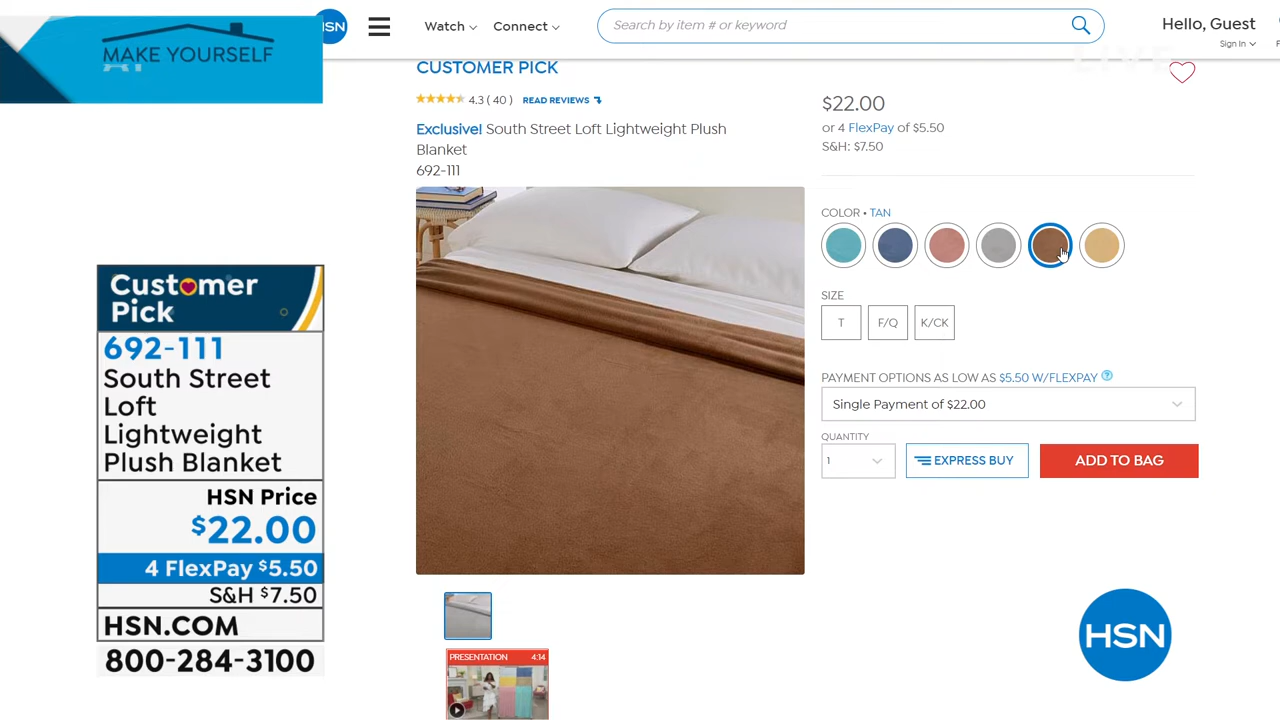 MAKE YOURSELF
AT
HSN
Watch
Connect
Search by item # or keyword
Hello, Guest
Sign In
LIVE
CUSTOMER PICK
4.3 ( 40 ) READ REVIEWS
Exclusive! South Street Loft Lightweight Plush
Blanket
692-111
$22.00
or 4 FlexPay of $5.50
S&H: $7.50
COLOR • TAN
SIZE
T F/Q K/CK
PAYMENT OPTIONS AS LOW AS $5.50 W/FLEXPAY ?
Single Payment of $22.00
QUANTITY
1
EXPRESS BUY
ADD TO BAG
Customer
Pick
692-111
South Street
Loft
Lightweight
Plush Blanket
HSN Price
$22.00
4 FlexPay $5.50
S&H $7.50
HSN.COM
800-284-3100
PRESENTATION 4:14
HSN